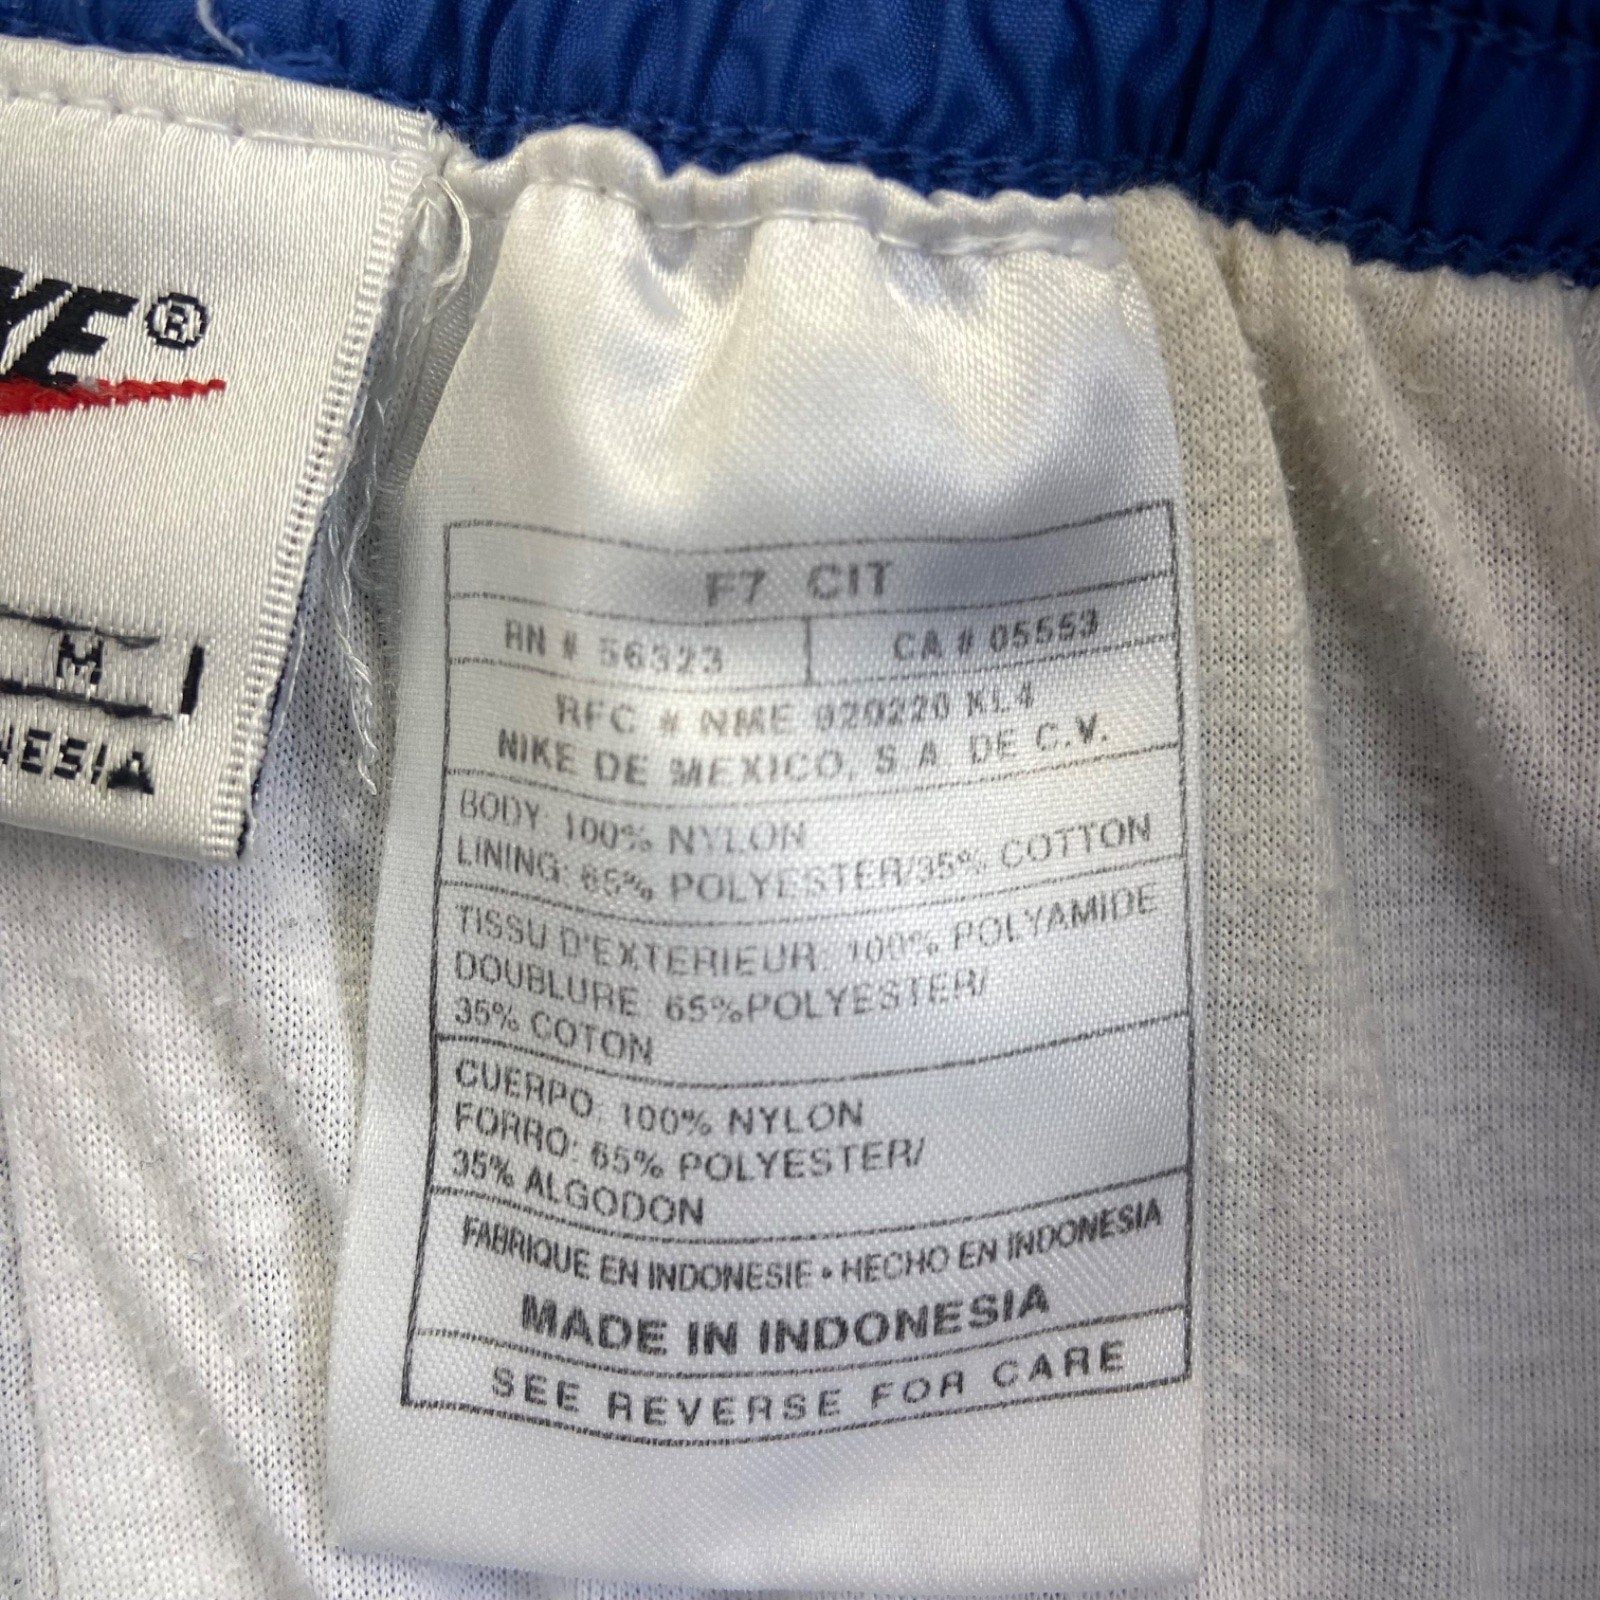 KE®
M
NESIA
F7 CIT
RN # 56323
CA # 05553
RFC # NME 920220 KL4
NIKE DE MEXICO, S.A. DE C.V.
BODY: 100% NYLON
LINING: 65% POLYESTER/35% COTTON
TISSU D'EXTERIEUR: 100% POLYAMIDE
DOUBLURE: 65%POLYESTER/
35% COTON
CUERPO: 100% NYLON
FORRO: 65% POLYESTER/
35% ALGODON
FABRIQUE EN INDONESIE • HECHO EN INDONESIA
MADE IN INDONESIA
SEE REVERSE FOR CARE